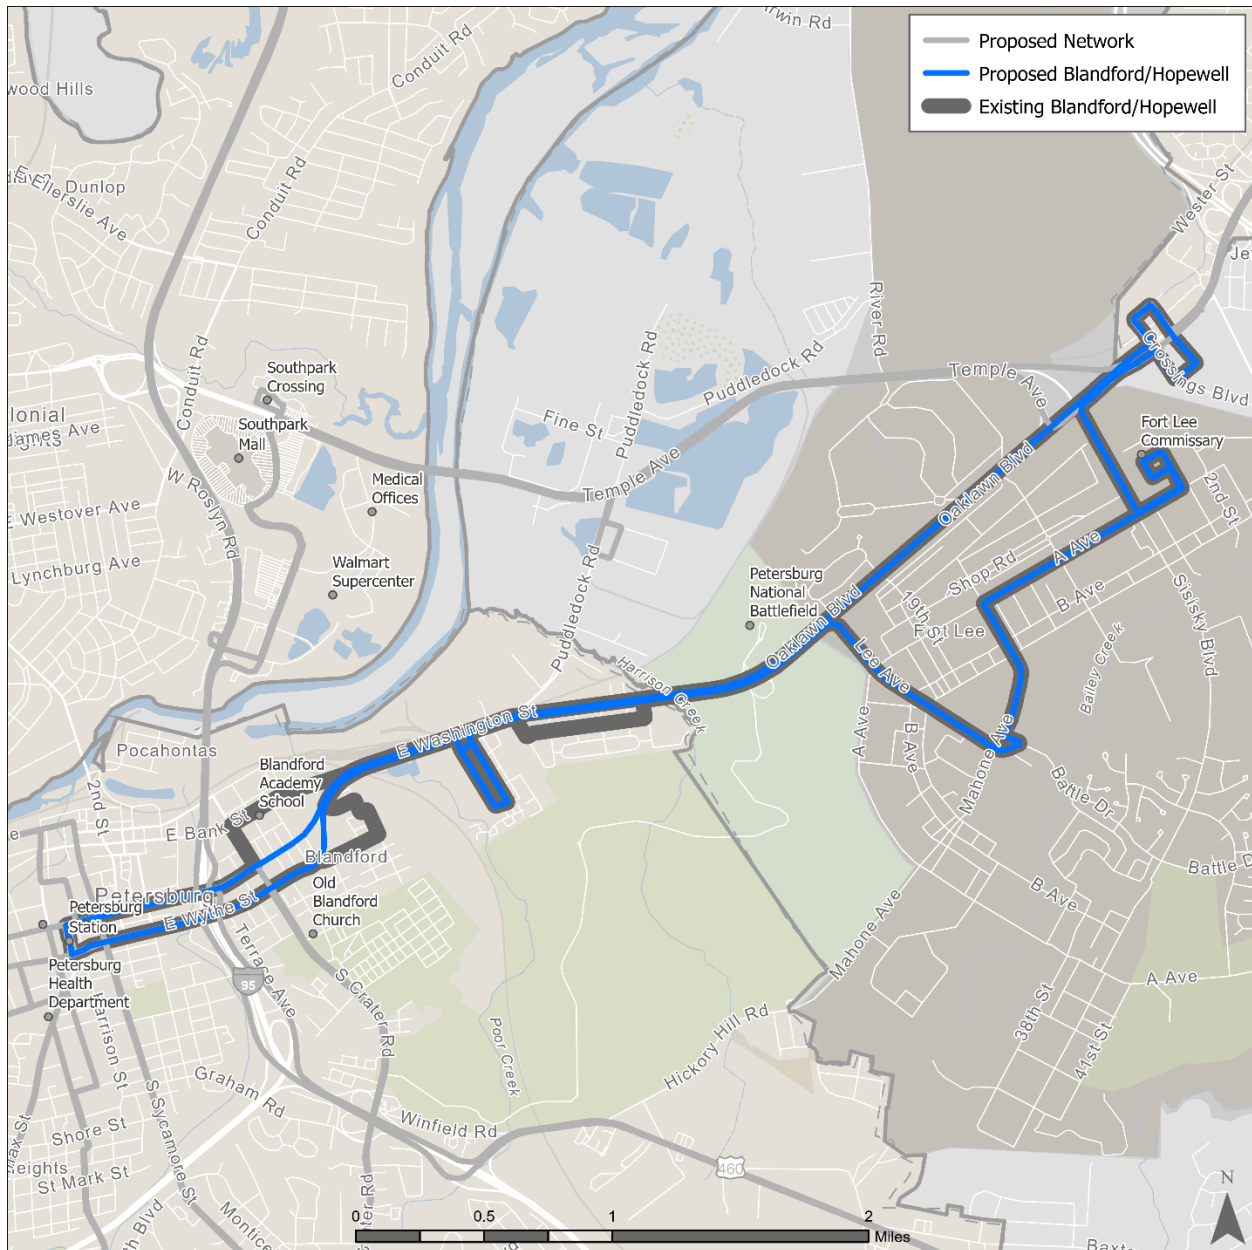 Proposed Network
Proposed Blandford/Hopewell
Existing Blandford/Hopewell
Conduit Rd
rwin Rd
wood Hills
Dunlop
E Ellerslie Ave
Conduit Rd
Wester St
Jef
River Rd
Puddledock Rd
Puddledock Rd
Temple Ave
Crossings Blvd
Southpark
Crossing
Conduit Rd
lonial
James Ave
Southpark
Mall
Fine St
Fort Lee
Commissary
W Roslyn Rd
Medical
Offices
Temple Ave
Oaklawn Blvd
2nd St
E Westover Ave
Lynchburg Ave
Walmart
Supercenter
Puddledock Rd
Petersburg
National
Battlefield
Shop Rd
A Ave
B Ave
19th St
Fort Lee
Sisisky Blvd
Oaklawn Blvd
Lee Ave
Bailey Creek
Harrison Creek
E Washington St
A Ave
B Ave
Mahone Ave
Battle Dr
Pocahontas
2nd St
Blandford
Academy
School
E Bank St
Blandford
Battle D
Petersburg
Petersburg
Station
E Wythe St
Old
Blandford
Church
B Ave
Mahone Ave
Petersburg
Health
Department
Terrace Ave
95
S Crater Rd
A Ave
Harrison St
38th St
41st St
Poor Creek
Hickory Hill Rd
Graham Rd
Winfield Rd
Shore St
S Sycamore St
460
eights
St Mark St
N
0
0.5
1
2
Miles
Baxt